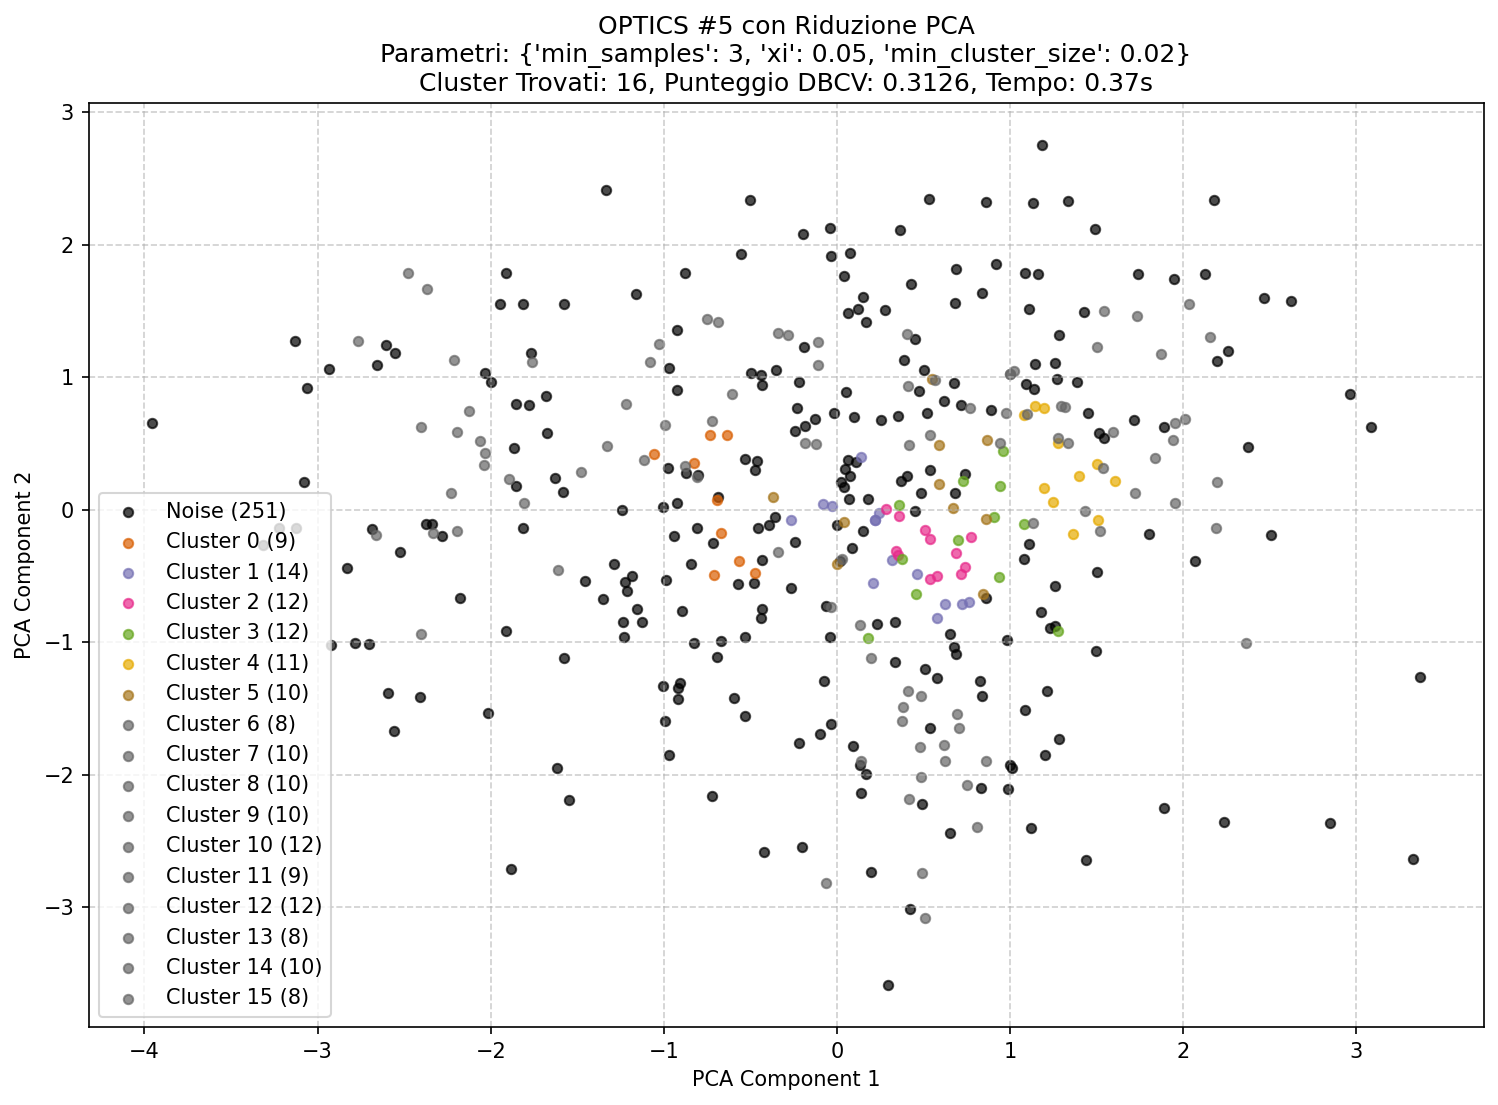 OPTICS #5 con Riduzione PCA
Parametri: {'min_samples': 3, 'xi': 0.05, 'min_cluster_size': 0.02}
Cluster Trovati: 16, Punteggio DBCV: 0.3126, Tempo: 0.37s
3
2
1
0
−1
−2
−3
PCA Component 2
Noise (251)
Cluster 0 (9)
Cluster 1 (14)
Cluster 2 (12)
Cluster 3 (12)
Cluster 4 (11)
Cluster 5 (10)
Cluster 6 (8)
Cluster 7 (10)
Cluster 8 (10)
Cluster 9 (10)
Cluster 10 (12)
Cluster 11 (9)
Cluster 12 (12)
Cluster 13 (8)
Cluster 14 (10)
Cluster 15 (8)
−4 −3 −2 −1 0 1 2 3
PCA Component 1